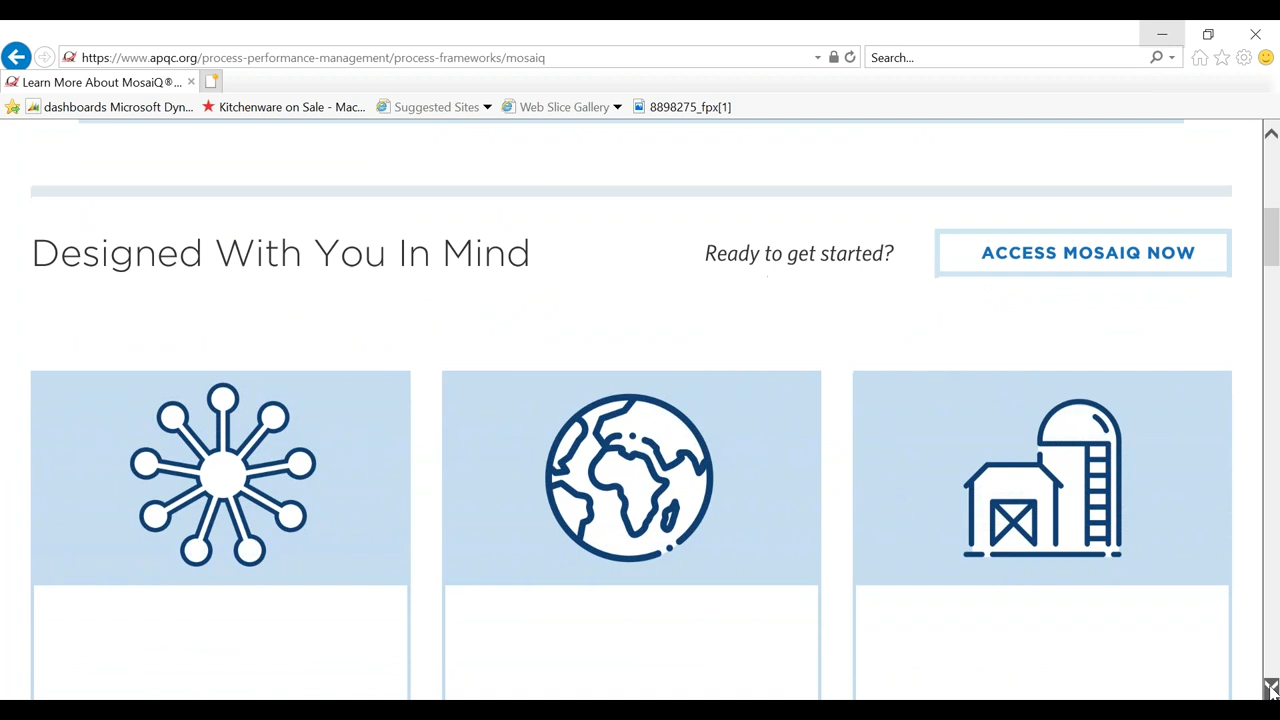 https://www.apqc.org/process-performance-management/process-frameworks/mosaiq
Search...
Learn More About MosaiQ® ...
dashboards Microsoft Dyn...
Kitchenware on Sale - Mac...
Suggested Sites
Web Slice Gallery
8898275_fpx[1]
Designed With You In Mind
Ready to get started?
ACCESS MOSAIQ NOW